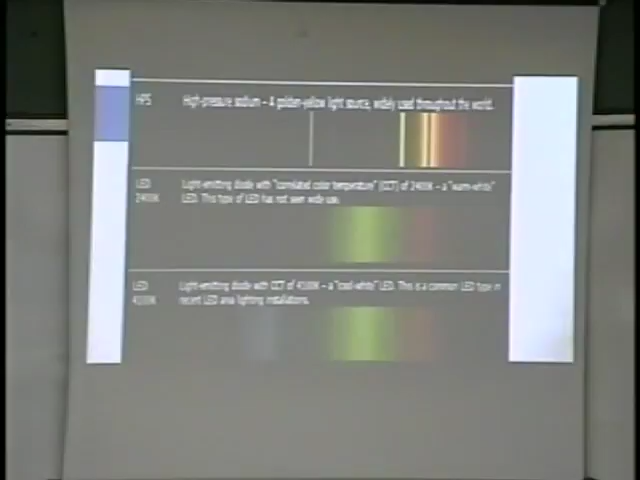 HPS
High-pressure sodium – A golden-yellow light source, widely used throughout the world.
LED
2400K
Light-emitting diode with "correlated color temperature" (CCT) of 2400K – a "warm-white"
LED. This type of LED has not seen wide use.
LED
4100K
Light-emitting diode with CCT of 4100K – a "cool-white" LED. This is a common LED type in
recent LED area lighting installations.